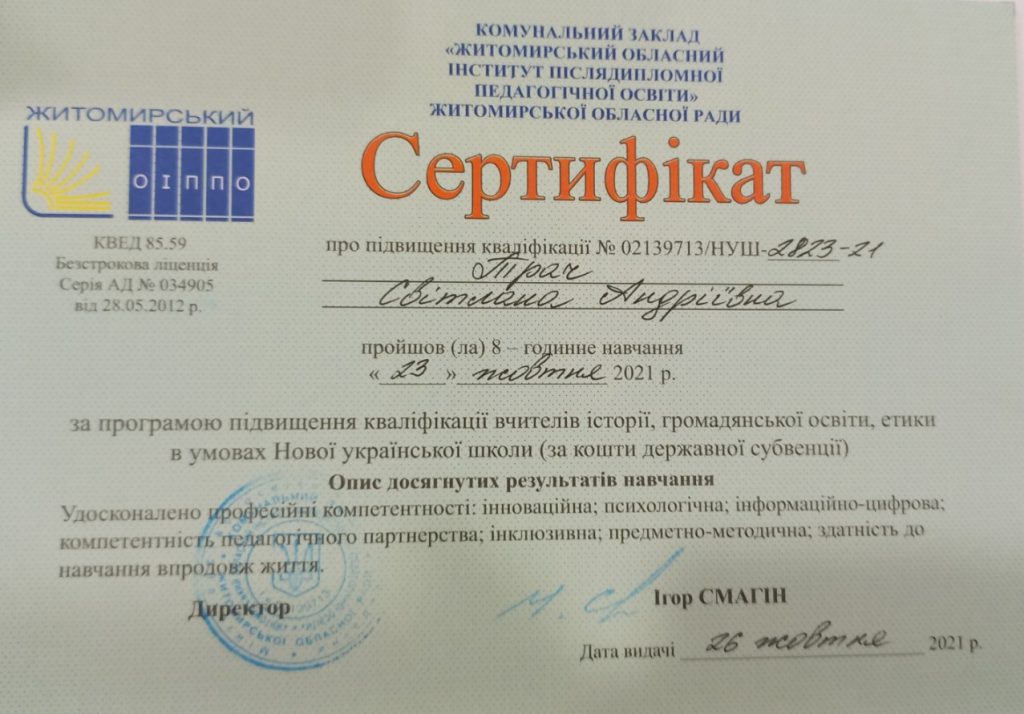 КОМУНАЛЬНИЙ ЗАКЛАД
«ЖИТОМИРСЬКИЙ ОБЛАСНИЙ
ІНСТИТУТ ПІСЛЯДИПЛОМНОЇ
ПЕДАГОГІЧНОЇ ОСВІТИ»
ЖИТОМИРСЬКОЇ ОБЛАСНОЇ РАДИ
ЖИТОМИРСЬКИЙ
ОІППО
Сертифікат
КВЕД 85.59
Безстрокова ліцензія
Серія АД № 034905
від 28.05.2012 р.
про підвищення кваліфікації № 02139713/НУШ-2823-21
Трач
Світлана Андріївна
пройшов (ла) 8 – годинне навчання
«23» жовтня 2021 р.
за програмою підвищення кваліфікації вчителів історії, громадянської освіти, етики
в умовах Нової української школи (за кошти державної субвенції)
Опис досягнутих результатів навчання
Удосконалено професійні компетентності: інноваційна; психологічна; інформаційно-цифрова;
компетентність педагогічного партнерства; інклюзивна; предметно-методична; здатність до
навчання впродовж життя.
Директор
Ігор СМАГІН
Дата видачі 26 жовтня 2021 р.